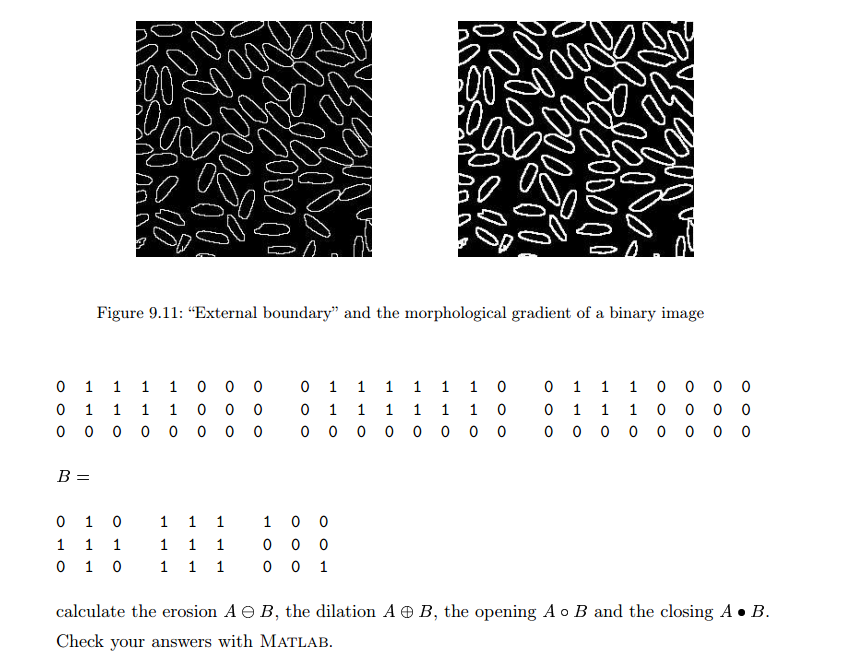 Figure 9.11: “External boundary” and the morphological gradient of a binary image
0 1 1 1 1 0 0 0 0 1 1 1 1 1 1 0 0 1 1 1 0 0 0 0
0 1 1 1 1 0 0 0 0 1 1 1 1 1 1 0 0 1 1 1 0 0 0 0
0 0 0 0 0 0 0 0 0 0 0 0 0 0 0 0 0 0 0 0 0 0 0 0
B =
0 1 0 1 1 1 1 0 0
1 1 1 1 1 1 0 0 0
0 1 0 1 1 1 0 0 1
calculate the erosion A ⊖ B, the dilation A ⊕ B, the opening A ∘ B and the closing A • B.
Check your answers with MATLAB.